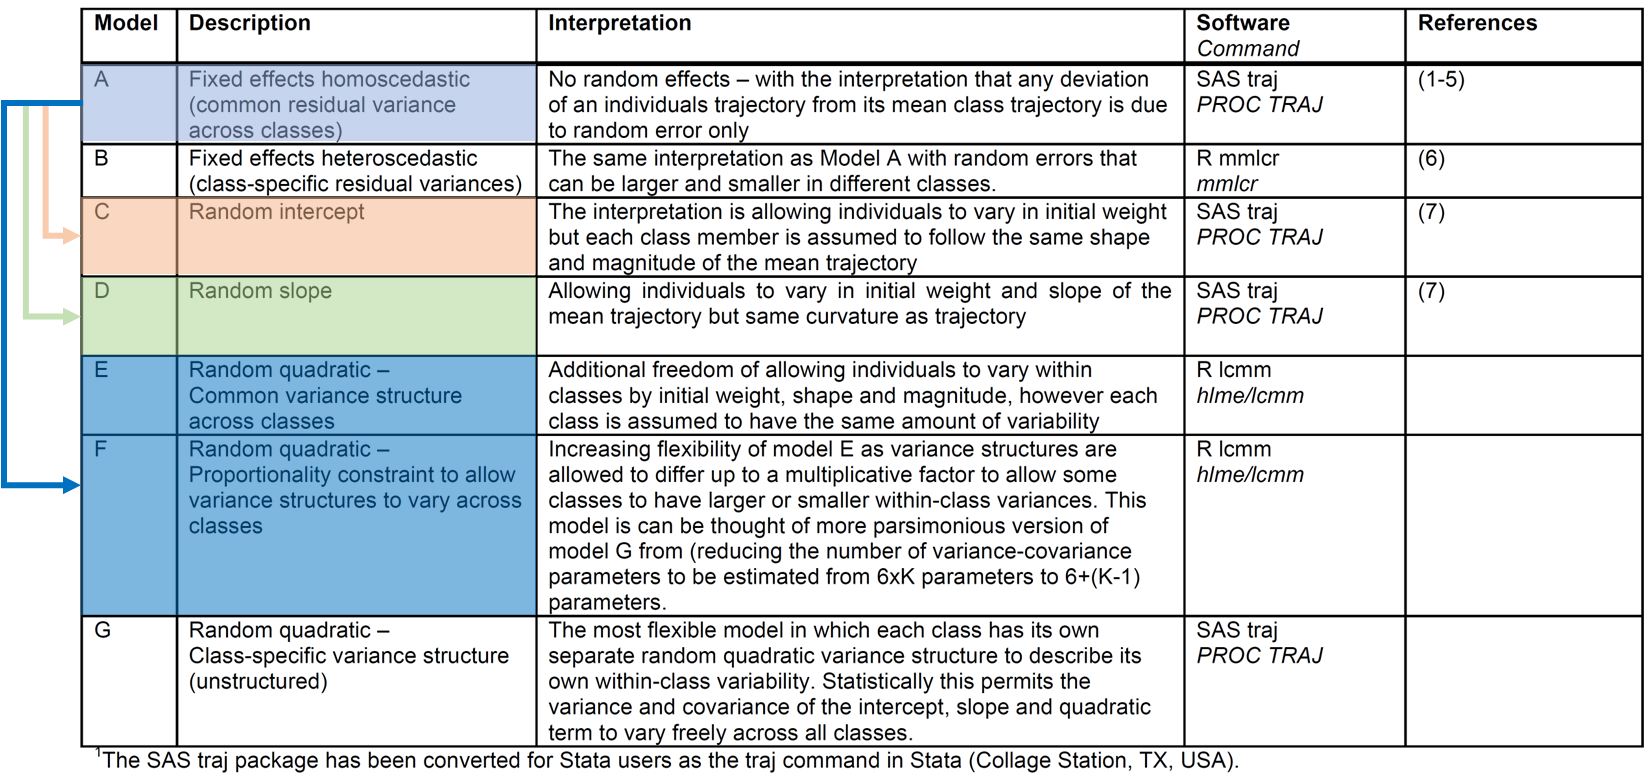 Model Description Interpretation Software References
Command
A Fixed effects homoscedastic No random effects – with the interpretation that any deviation SAS traj (1-5)
(common residual variance of an individuals trajectory from its mean class trajectory is due PROC TRAJ
across classes) to random error only
B Fixed effects heteroscedastic The same interpretation as Model A with random errors that R mmlcr (6)
(class-specific residual variances) can be larger and smaller in different classes. mmlcr
C Random intercept The interpretation is allowing individuals to vary in initial weight SAS traj (7)
but each class member is assumed to follow the same shape PROC TRAJ
and magnitude of the mean trajectory
D Random slope Allowing individuals to vary in initial weight and slope of the SAS traj (7)
mean trajectory but same curvature as trajectory PROC TRAJ
E Random quadratic – Additional freedom of allowing individuals to vary within R lcmm
Common variance structure classes by initial weight, shape and magnitude, however each hlme/lcmm
across classes class is assumed to have the same amount of variability
F Random quadratic – Increasing flexibility of model E as variance structures are R lcmm
Proportionality constraint to allow allowed to differ up to a multiplicative factor to allow some hlme/lcmm
variance structures to vary across classes to have larger or smaller within-class variances. This
classes model is can be thought of more parsimonious version of
model G from (reducing the number of variance-covariance
parameters to be estimated from 6xK parameters to 6+(K-1)
parameters.
G Random quadratic – The most flexible model in which each class has its own SAS traj
Class-specific variance structure separate random quadratic variance structure to describe its PROC TRAJ
(unstructured) own within-class variability. Statistically this permits the
variance and covariance of the intercept, slope and quadratic
term to vary freely across all classes.
1The SAS traj package has been converted for Stata users as the traj command in Stata (Collage Station, TX, USA).